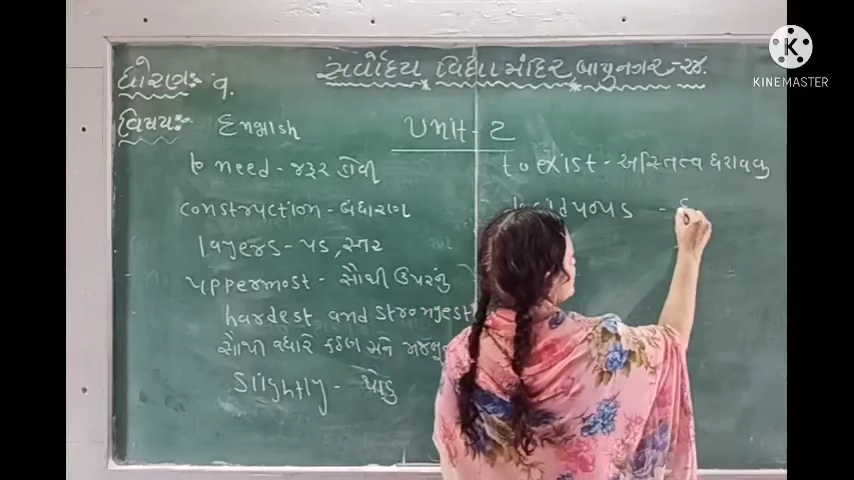 ધોરણઃ- ૧.
સર્વોદય વિદ્યામંદિર, બાપુનગર-૨૪.
KINEMASTER
વિષયઃ- English
Unit-2
to need - જરૂર હોવી
construction - બંધારણ
layers - પડ, સ્તર
uppermost - સૌથી ઉપરનું
hardest and strongest
સૌથી વધારે કઠણ અને
slightly - થોડું
to exist - અસ્તિત્વ ધરાવવુ